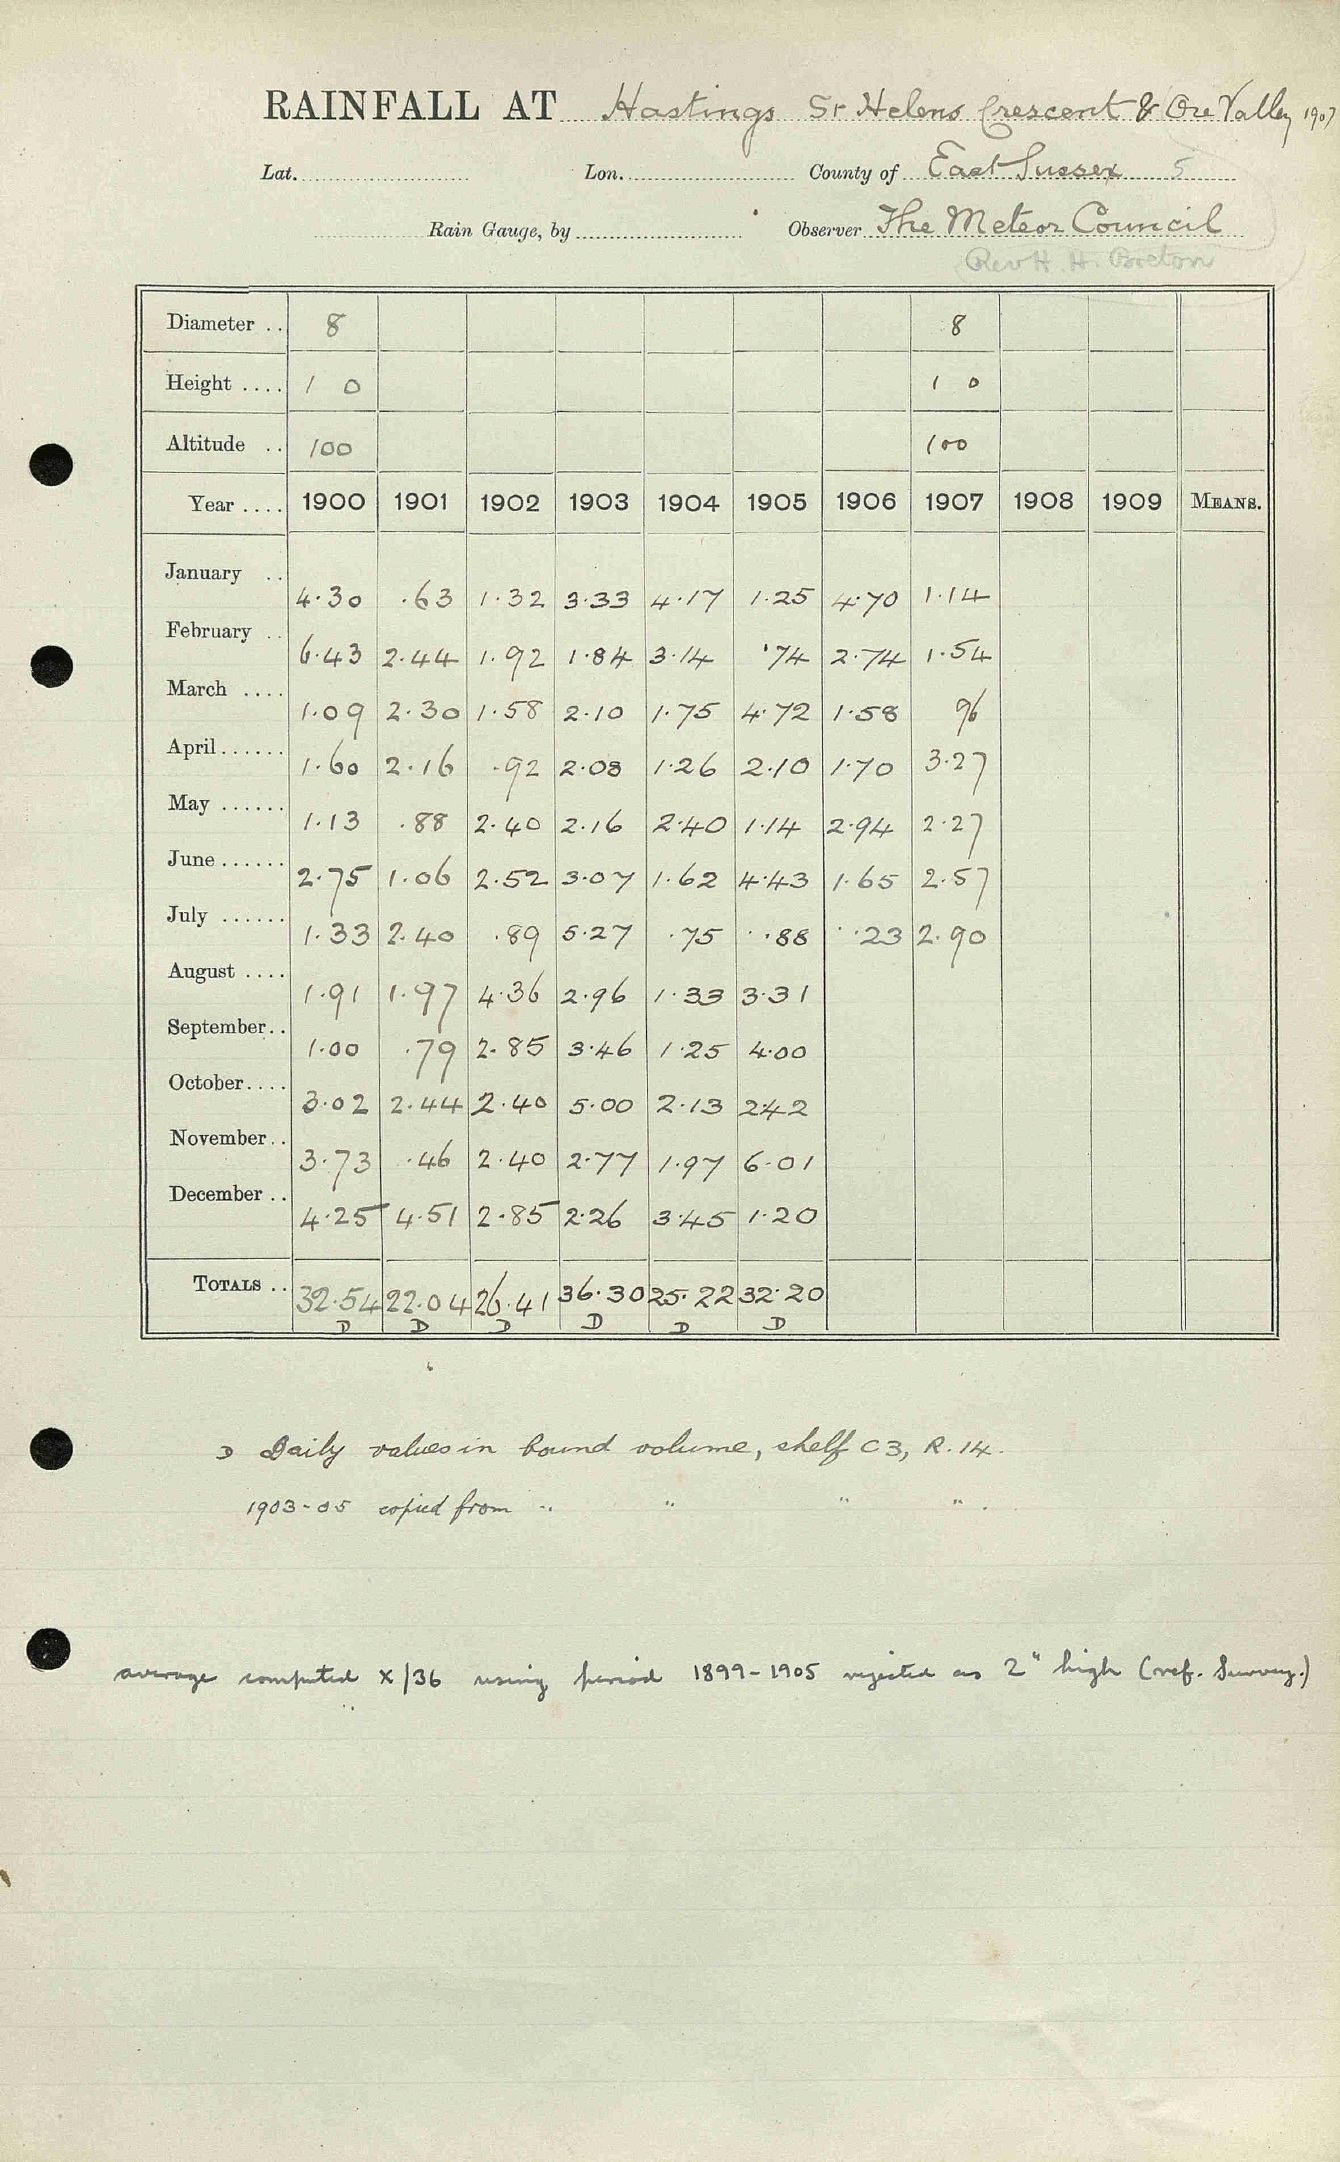 RAINFALL AT Hastings St Helens Crescent & Ore Valley 1907
Lat. Lon. County of East Sussex 5
Rain Gauge, by Observer The Meteor Council
Rev H. H. Breton
Diameter .. 8 8
Height .... 1 0 1 0
Altitude .. 100 100
Year .... 1900 1901 1902 1903 1904 1905 1906 1907 1908 1909 MEANS.
January .. 4.30 .63 1.32 3.33 4.17 1.25 4.70 1.14
February .. 6.43 2.44 1.92 1.84 3.14 .74 2.74 1.54
March .... 1.09 2.30 1.58 2.10 1.75 4.72 1.58 96
April ...... 1.60 2.16 .92 2.08 1.26 2.10 1.70 3.27
May ...... 1.13 .88 2.40 2.16 2.40 1.14 2.94 2.27
June ...... 2.75 1.06 2.52 3.07 1.62 4.43 1.65 2.57
July ...... 1.33 2.40 .89 5.27 .75 .88 .23 2.90
August .... 1.91 1.97 4.36 2.96 1.33 3.31
September.. 1.00 .79 2.85 3.46 1.25 4.00
October.... 3.02 2.44 2.40 5.00 2.13 2.42
November.. 3.73 .46 2.40 2.77 1.97 6.01
December .. 4.25 4.51 2.85 2.26 3.45 1.20
TOTALS .. 32.54 22.04 26.41 36.30 25.22 32.20
D D D D D D
D Daily values in bound volume, shelf C3, R.14.
1903-05 copied from " " " " .
average computed x/36 using period 1899-1905 rejected as 2" high (ref. Survey.)